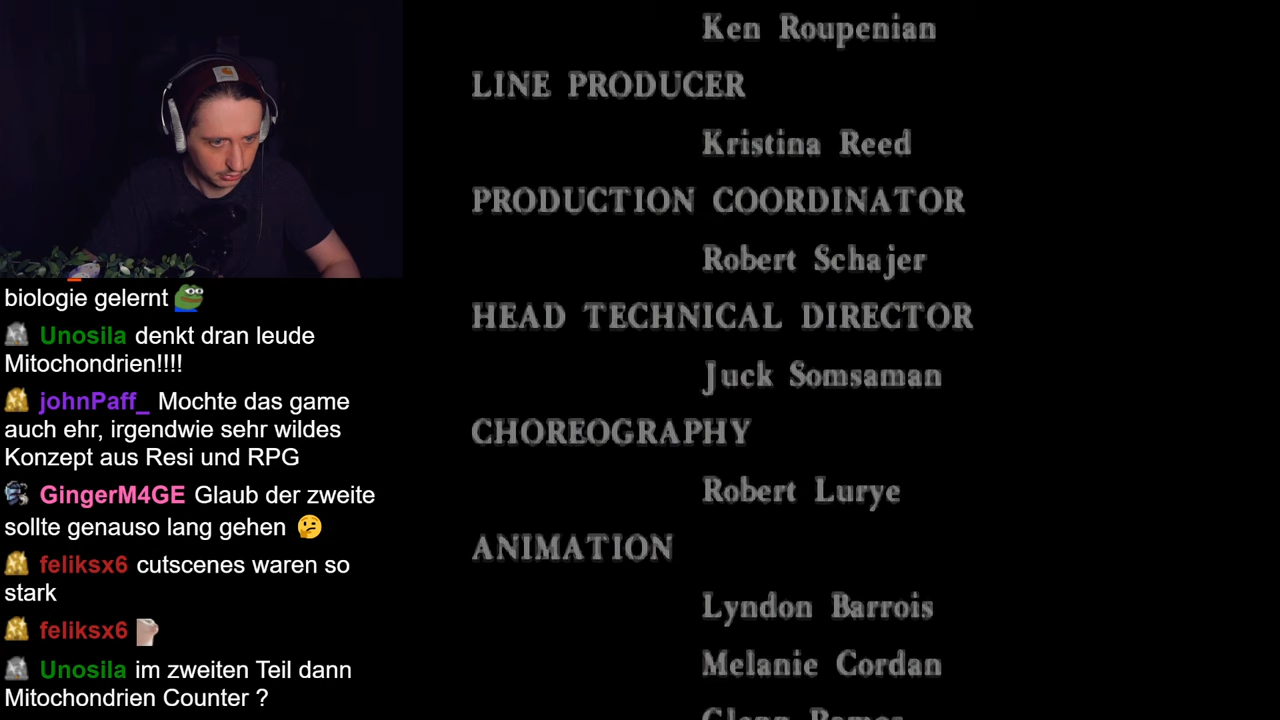 biologie gelernt
Unosila denkt dran leude
Mitochondrien!!!!
johnPaff_ Mochte das game
auch ehr, irgendwie sehr wildes
Konzept aus Resi und RPG
GingerM4GE Glaub der zweite
sollte genauso lang gehen
feliksx6 cutscenes waren so
stark
feliksx6
Unosila im zweiten Teil dann
Mitochondrien Counter ?
Ken Roupenian
LINE PRODUCER
Kristina Reed
PRODUCTION COORDINATOR
Robert Schajer
HEAD TECHNICAL DIRECTOR
Juck Somsaman
CHOREOGRAPHY
Robert Lurye
ANIMATION
Lyndon Barrois
Melanie Cordan